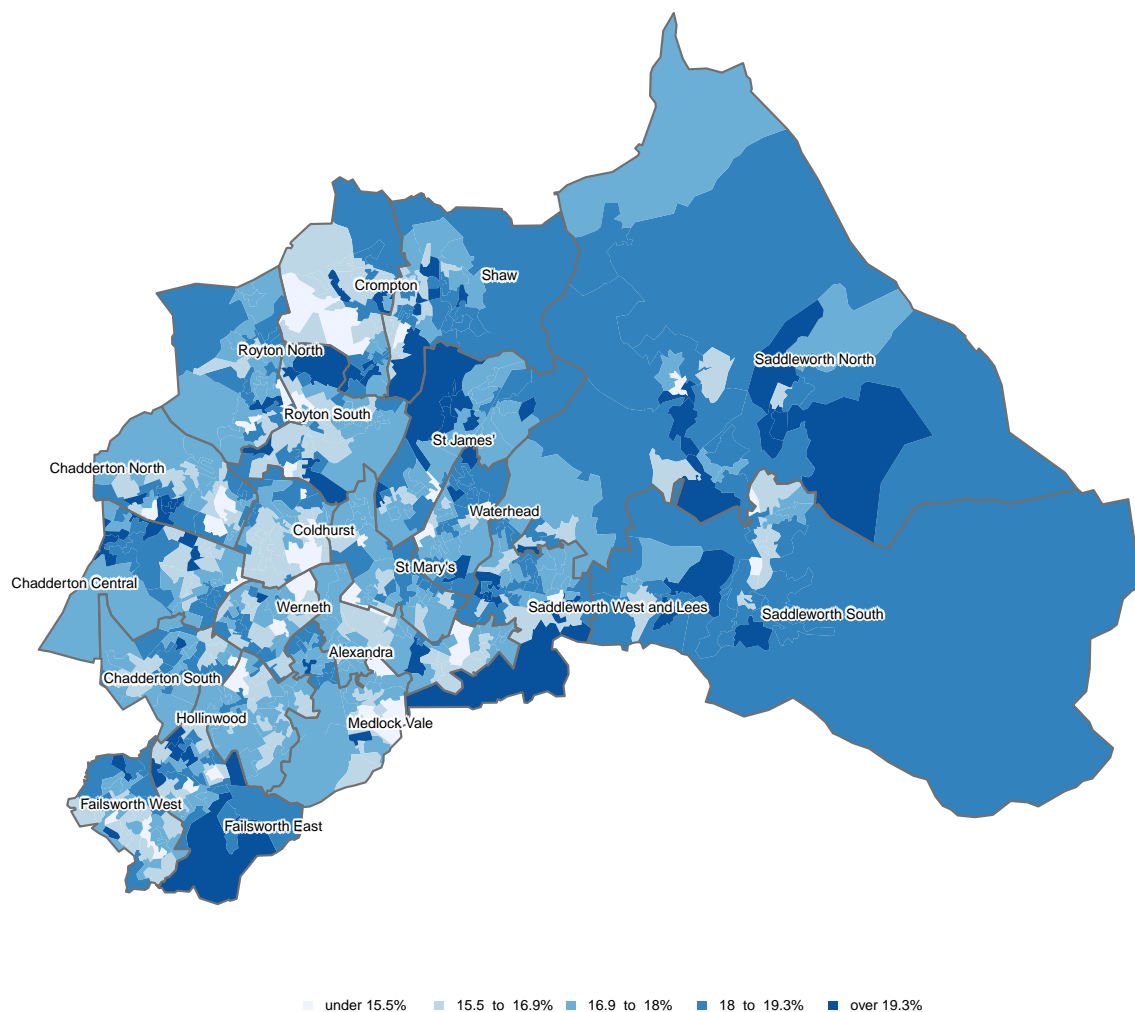 Shaw
Crompton
Royton North
Saddleworth North
Royton South
St James'
Chadderton North
Waterhead
Coldhurst
St Mary's
Chadderton Central
Werneth
Saddleworth West and Lees
Saddleworth South
Alexandra
Chadderton South
Hollinwood
Medlock Vale
Failsworth West
Failsworth East
under 15.5% 15.5 to 16.9% 16.9 to 18% 18 to 19.3% over 19.3%